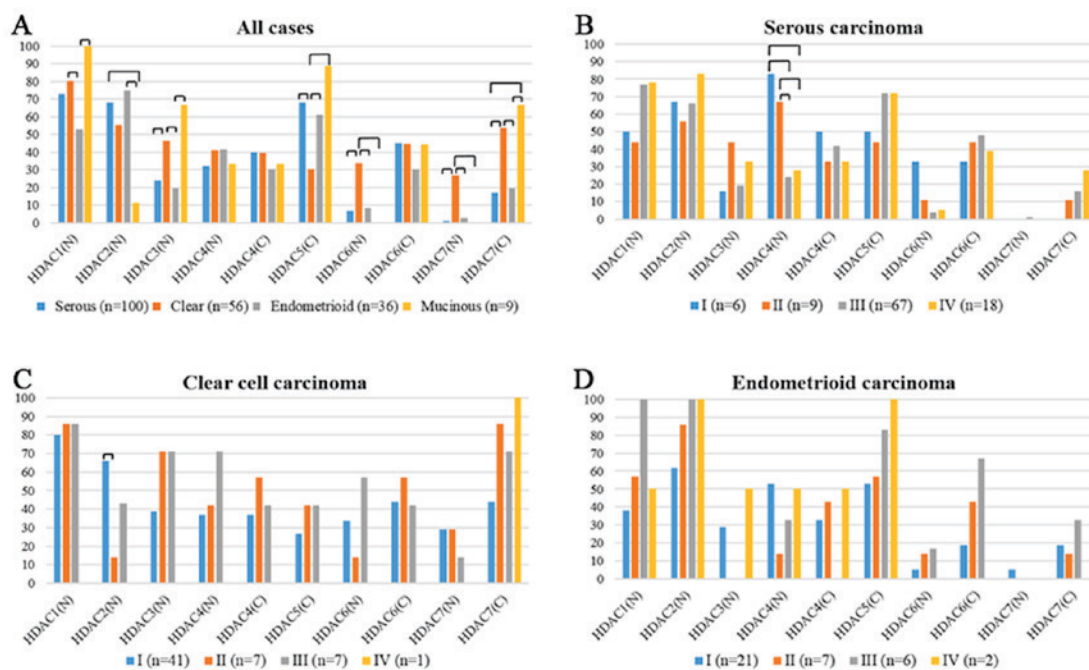 A
All cases
100
90
80
70
60
50
40
30
20
10
0
HDAC1(N)
HDAC2(N)
HDAC3(N)
HDAC4(N)
HDAC4(C)
HDAC5(C)
HDAC6(N)
HDAC6(C)
HDAC7(N)
HDAC7(C)
Serous (n=100) Clear (n=56) Endometrioid (n=36) Mucinous (n=9)
B
Serous carcinoma
100
90
80
70
60
50
40
30
20
10
0
HDAC1(N)
HDAC2(N)
HDAC3(N)
HDAC4(N)
HDAC4(C)
HDAC5(C)
HDAC6(N)
HDAC6(C)
HDAC7(N)
HDAC7(C)
I (n=6) II (n=9) III (n=67) IV (n=18)
C
Clear cell carcinoma
100
90
80
70
60
50
40
30
20
10
0
HDAC1(N)
HDAC2(N)
HDAC3(N)
HDAC4(N)
HDAC4(C)
HDAC5(C)
HDAC6(N)
HDAC6(C)
HDAC7(N)
HDAC7(C)
I (n=41) II (n=7) III (n=7) IV (n=1)
D
Endometrioid carcinoma
100
90
80
70
60
50
40
30
20
10
0
HDAC1(N)
HDAC2(N)
HDAC3(N)
HDAC4(N)
HDAC4(C)
HDAC5(C)
HDAC6(N)
HDAC6(C)
HDAC7(N)
HDAC7(C)
I (n=21) II (n=7) III (n=6) IV (n=2)